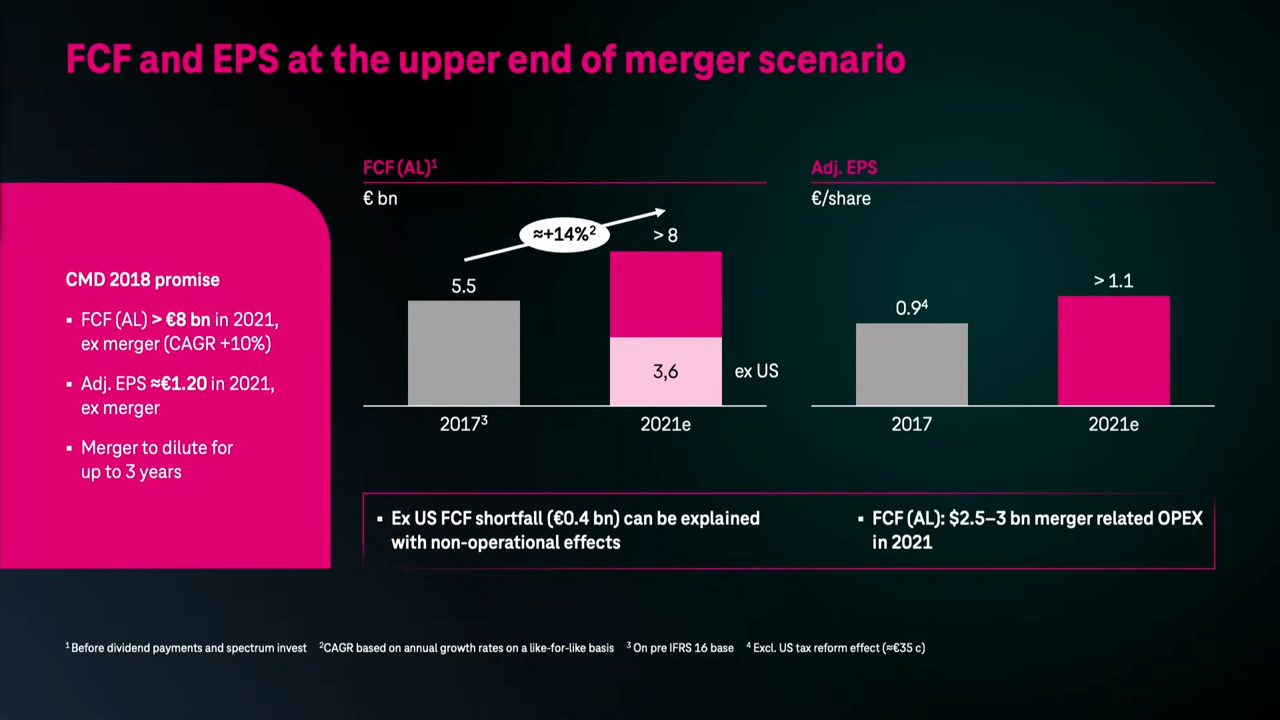 FCF and EPS at the upper end of merger scenario
CMD 2018 promise
▪ FCF (AL) > €8 bn in 2021,
ex merger (CAGR +10%)
▪ Adj. EPS ≈€1.20 in 2021,
ex merger
▪ Merger to dilute for
up to 3 years
FCF (AL)¹
€ bn
≈+14%²
> 8
5.5
3,6
ex US
2017³
2021e
Adj. EPS
€/share
> 1.1
0.9⁴
2017
2021e
▪ Ex US FCF shortfall (€0.4 bn) can be explained
with non-operational effects
▪ FCF (AL): $2.5–3 bn merger related OPEX
in 2021
¹ Before dividend payments and spectrum invest ²CAGR based on annual growth rates on a like-for-like basis ³ On pre IFRS 16 base ⁴ Excl. US tax reform effect (≈€35 c)